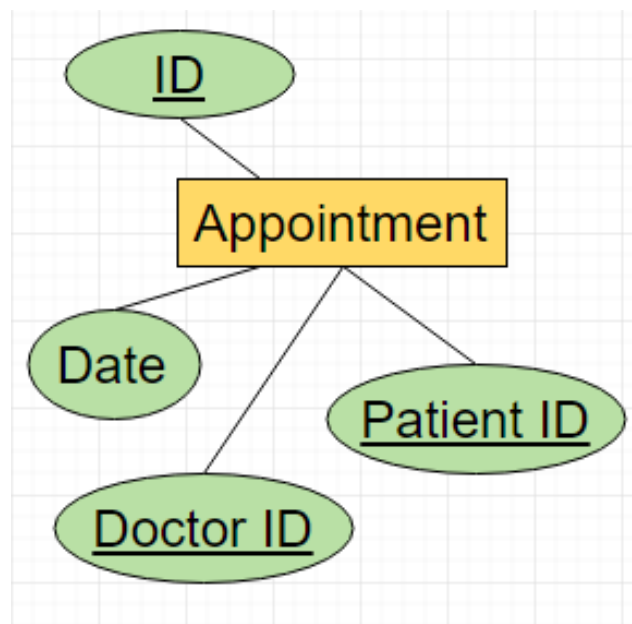 ID
Appointment
Date
Patient ID
Doctor ID